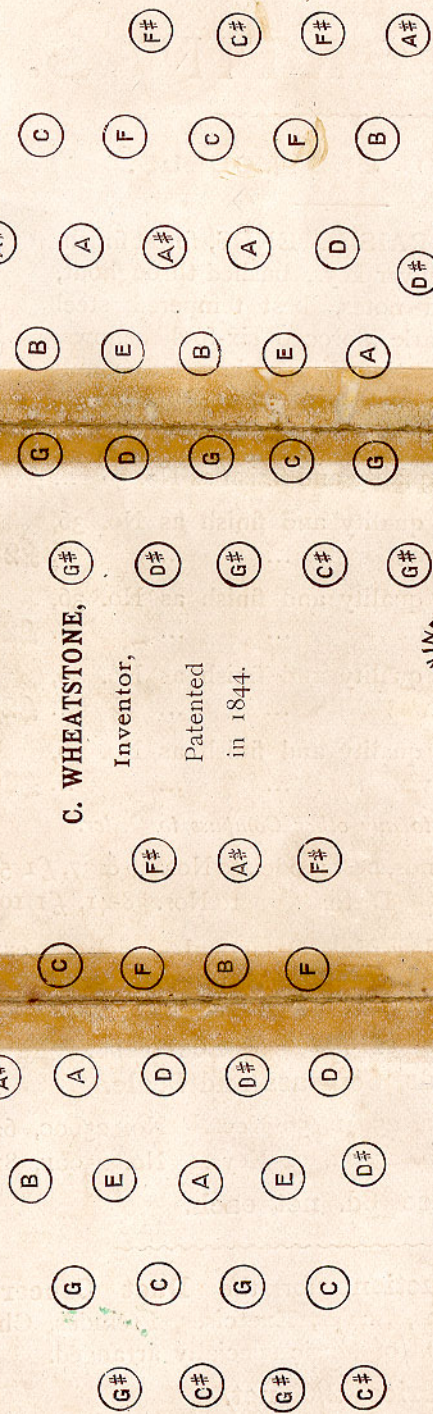 A# A#
G# G B A C G# G B A C F#
C. WHEATSTONE,
Inventor,
C# C E D F F# D# D E A# F C#
Patented
in 1844.
G# G A D# B A# G# G B A C F#
C# C E D F F# C# C E D F A#
D# G# G A D# B